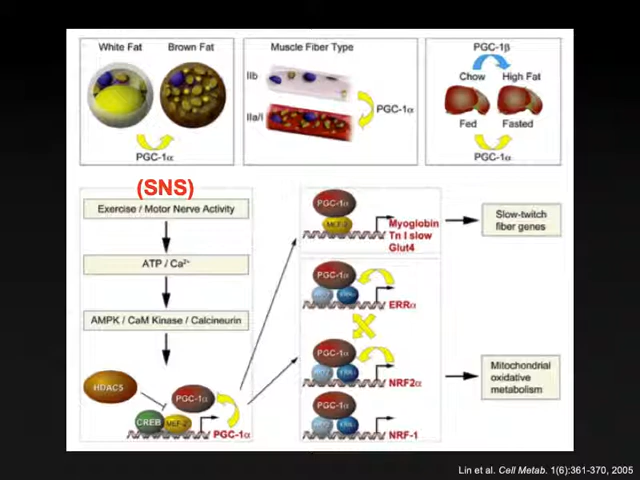 White Fat Brown Fat
PGC-1α
Muscle Fiber Type
IIb
IIa/I
PGC-1α
PGC-1β
Chow High Fat
Fed Fasted
PGC-1α
(SNS)
Exercise / Motor Nerve Activity
ATP / Ca²⁺
AMPK / CaM Kinase / Calcineurin
HDAC5
PGC-1α
CREB MEF-2
PGC-1α
PGC-1α
MEF-2
Myoglobin
Tn I slow
Glut4
Slow-twitch
fiber genes
PGC-1α
ERRα
PGC-1α
NRF2α
PGC-1α
NRF-1
Mitochondrial
oxidative
metabolism
Lin et al. Cell Metab. 1(6):361-370, 2005